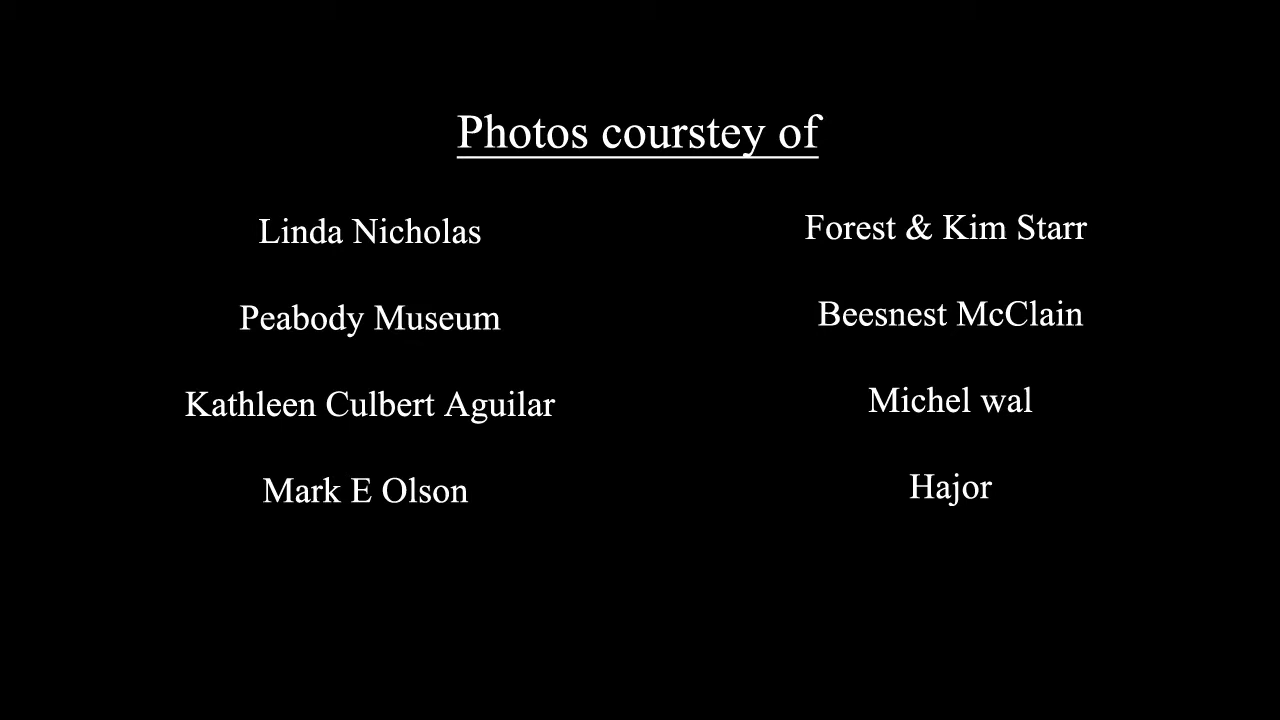 Photos courstey of
Linda Nicholas
Peabody Museum
Kathleen Culbert Aguilar
Mark E Olson
Forest & Kim Starr
Beesnest McClain
Michel wal
Hajor